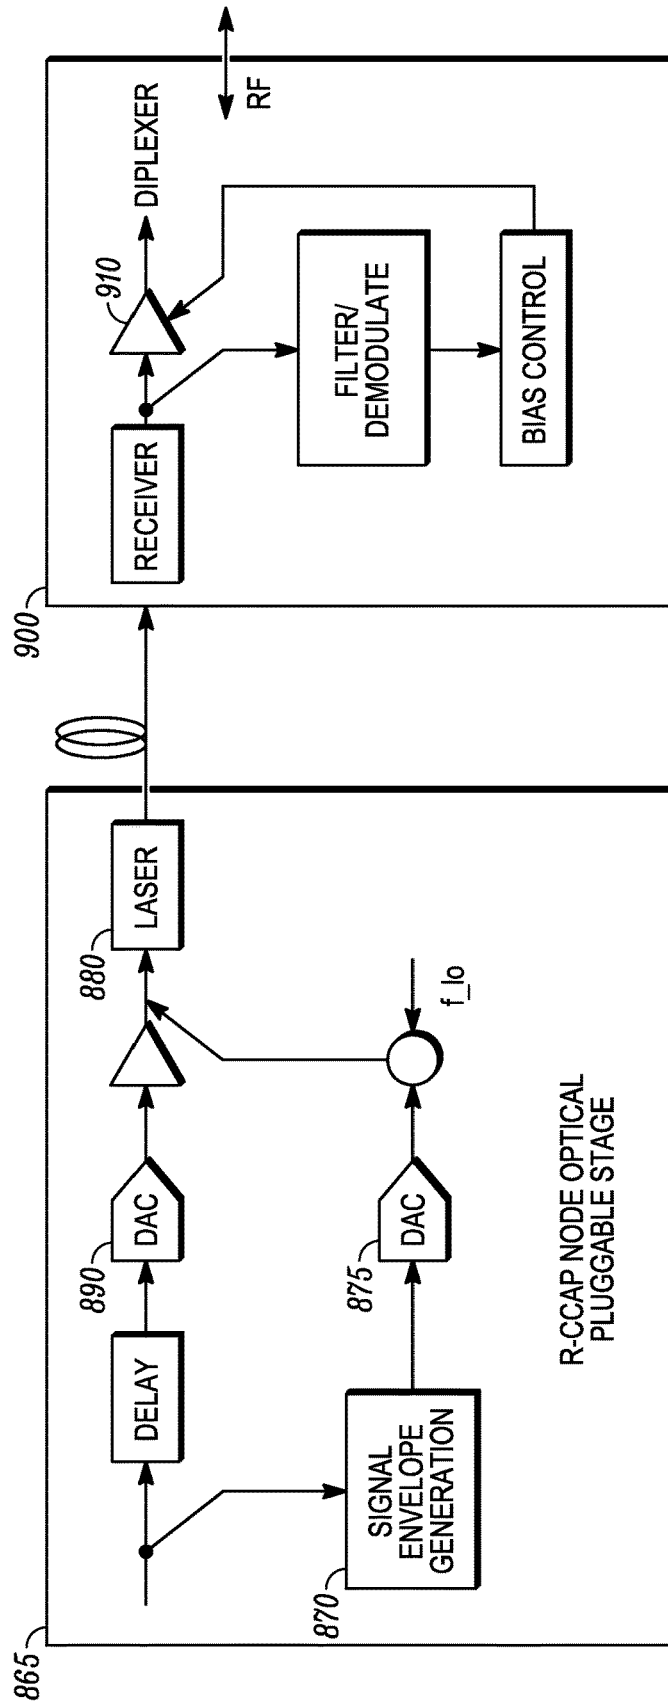 865
870
SIGNAL
ENVELOPE
GENERATION
DELAY
890
DAC
875
DAC
880
LASER
f_lo
R-CCAP NODE OPTICAL
PLUGGABLE STAGE
900
RECEIVER
910
DIPLEXER
FILTER/
DEMODULATE
BIAS CONTROL
RF